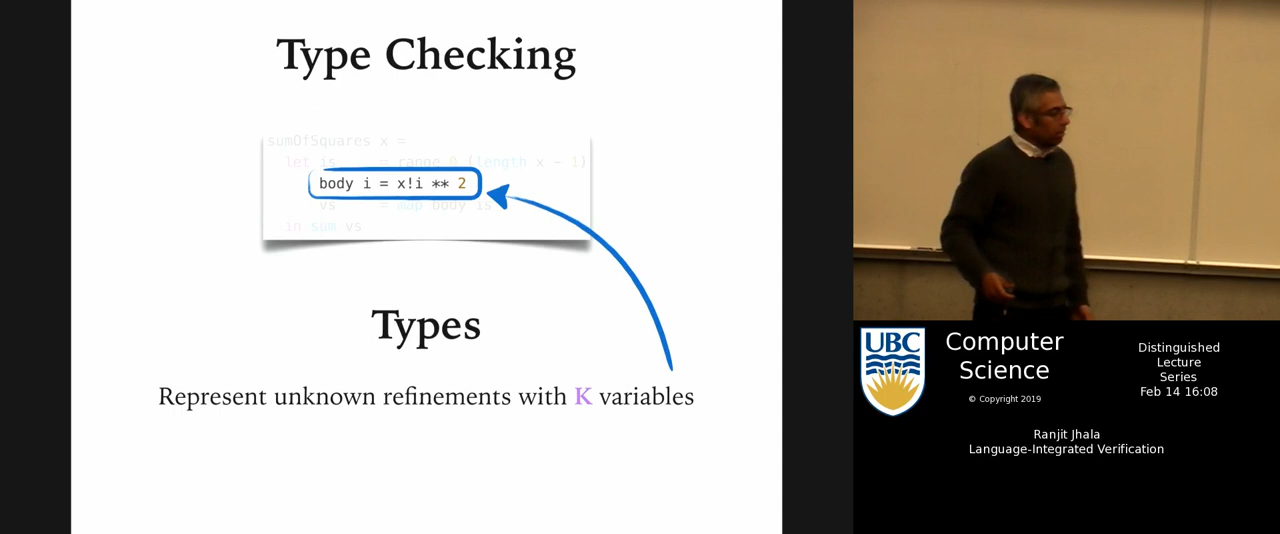 Type Checking
sumOfSquares x =
let is = range 0 (length x - 1)
body i = x!i ** 2
vs = map body is
in sum vs
Types
Represent unknown refinements with K variables
UBC
Computer
Science
© Copyright 2019
Distinguished
Lecture
Series
Feb 14 16:08
Ranjit Jhala
Language-Integrated Verification